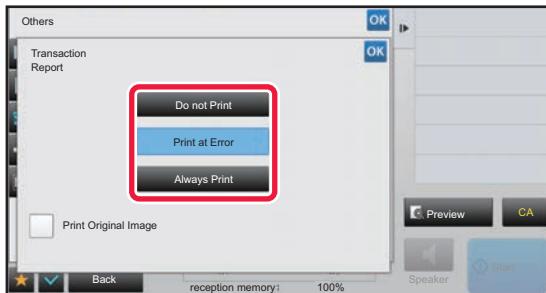 Others
OK
Transaction
Report
OK
Do not Print
Print at Error
Always Print
Print Original Image
Preview
CA
Start
Speaker
Back
reception memory:
100%